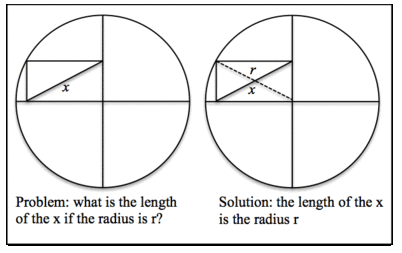 x
r
x
Problem: what is the length
of the x if the radius is r?
Solution: the length of the x
is the radius r